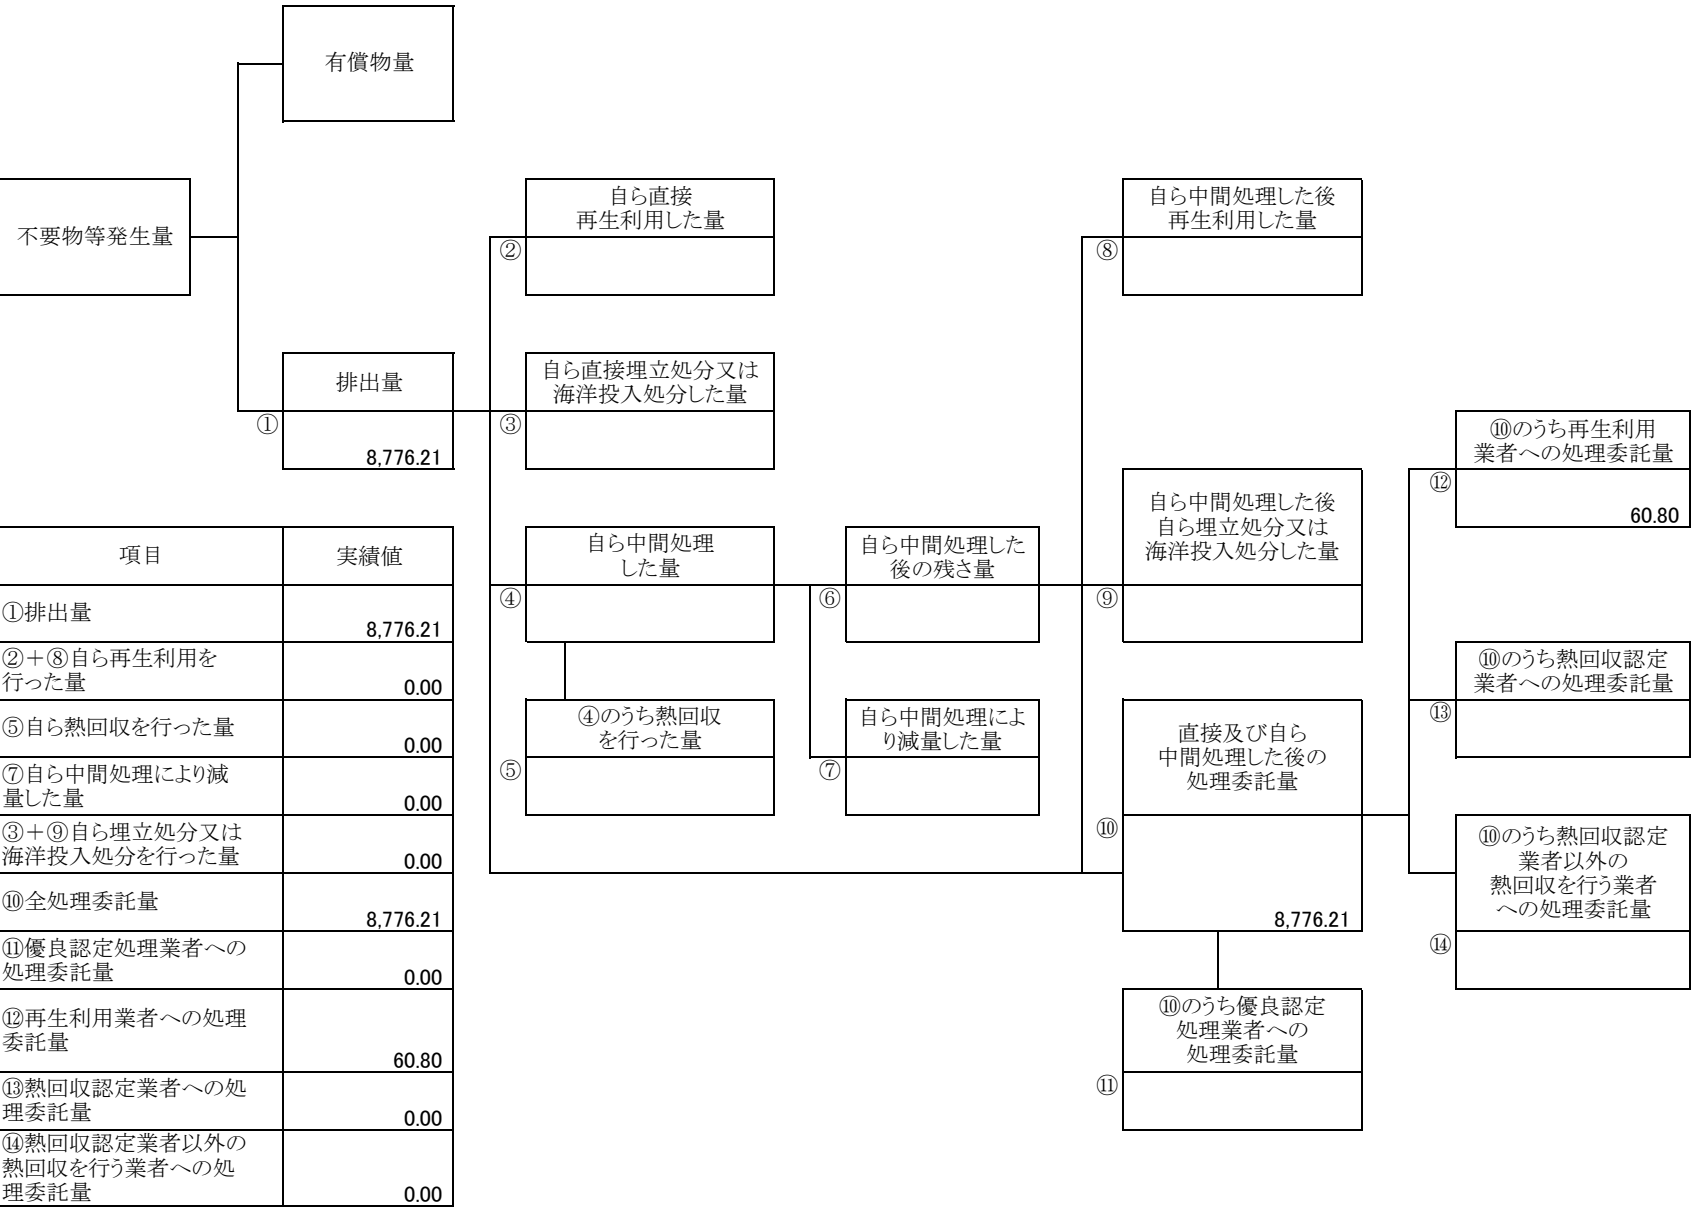 有償物量
不要物等発生量
排出量
①
8,776.21
自ら直接
再生利用した量
②
自ら直接埋立処分又は
海洋投入処分した量
③
自ら中間処理
した量
④
④のうち熱回収
を行った量
⑤
自ら中間処理した
後の残さ量
⑥
自ら中間処理によ
り減量した量
⑦
自ら中間処理した後
再生利用した量
⑧
自ら中間処理した後
自ら埋立処分又は
海洋投入処分した量
⑨
直接及び自ら
中間処理した後の
処理委託量
⑩
8,776.21
⑩のうち優良認定
処理業者への
処理委託量
⑪
⑩のうち再生利用
業者への処理委託量
⑫
60.80
⑩のうち熱回収認定
業者への処理委託量
⑬
⑩のうち熱回収認定
業者以外の
熱回収を行う業者
への処理委託量
⑭
項目 実績値
①排出量
8,776.21
②＋⑧自ら再生利用を
行った量
0.00
⑤自ら熱回収を行った量
0.00
⑦自ら中間処理により減
量した量
0.00
③＋⑨自ら埋立処分又は
海洋投入処分を行った量
0.00
⑩全処理委託量
8,776.21
⑪優良認定処理業者への
処理委託量
0.00
⑫再生利用業者への処理
委託量
60.80
⑬熱回収認定業者への処
理委託量
0.00
⑭熱回収認定業者以外の
熱回収を行う業者への処
理委託量
0.00